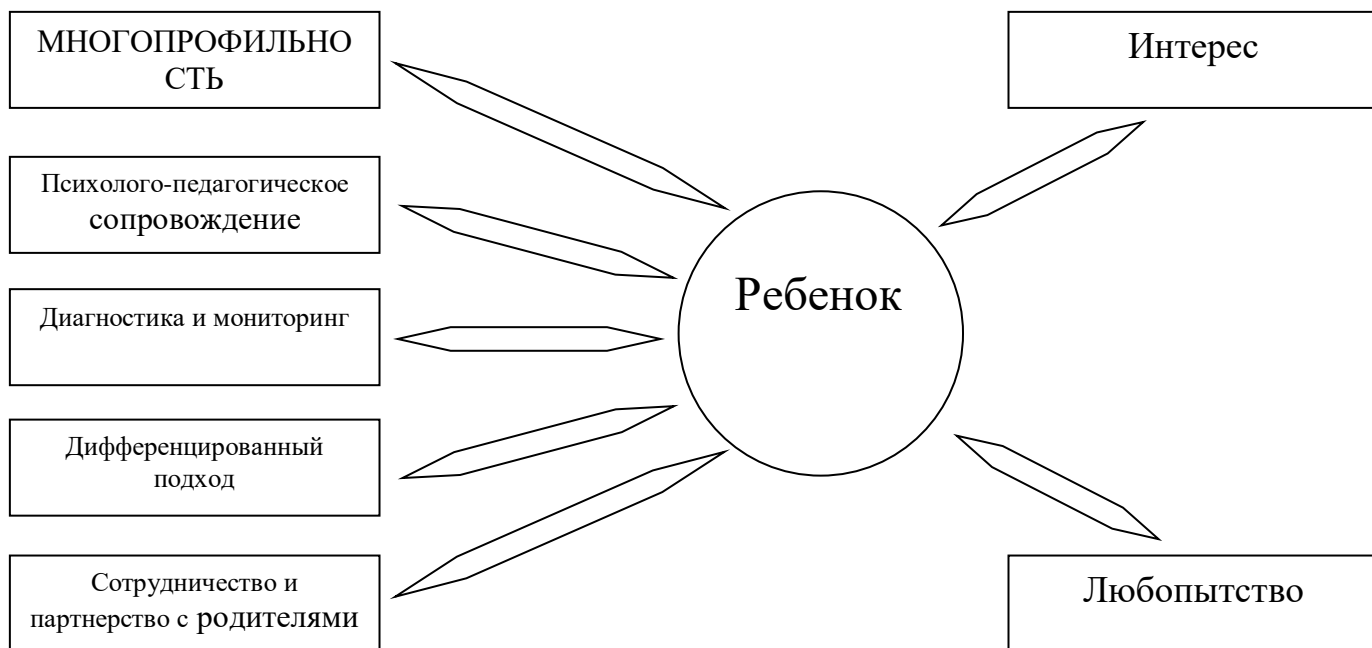 МНОГОПРОФИЛЬНО
СТЬ
Психолого-педагогическое
сопровождение
Диагностика и мониторинг
Дифференцированный
подход
Сотрудничество и
партнерство с родителями
Ребенок
Интерес
Любопытство